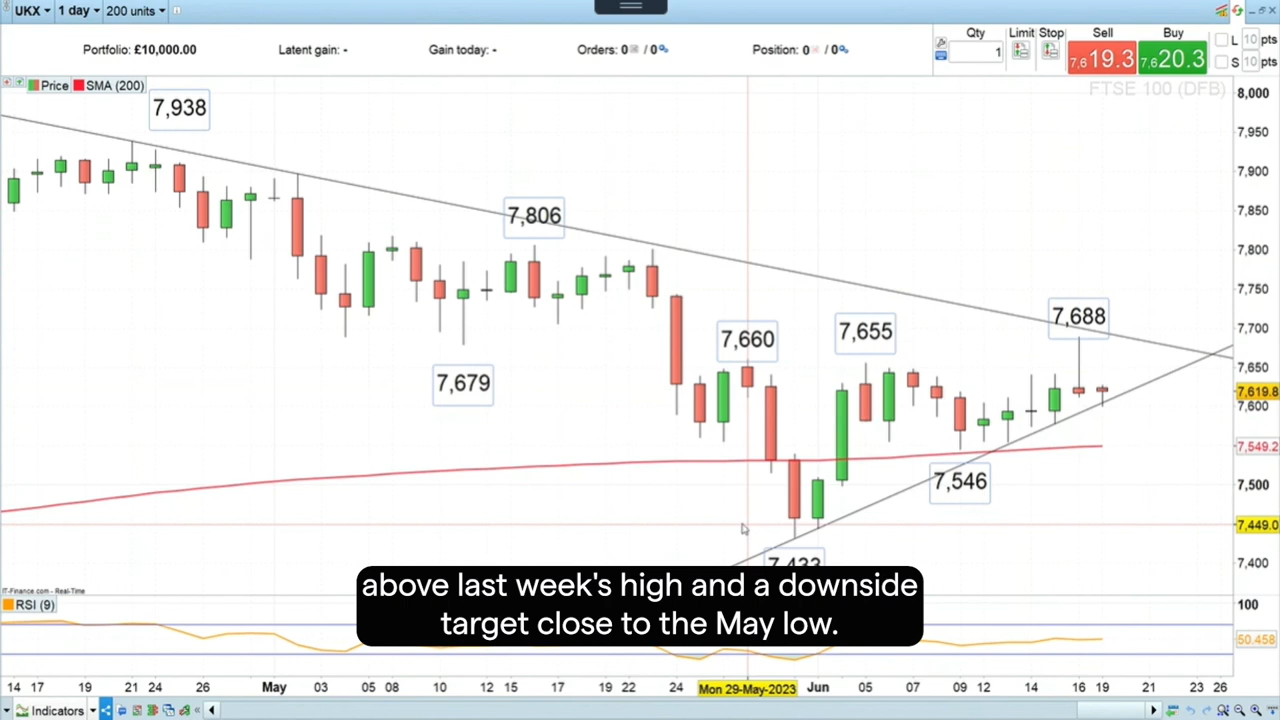 UKX 1 day 200 units
Portfolio: £10,000.00 Latent gain: - Gain today: - Orders: 0 / 0 Position: 0 / 0
Qty Limit Stop Sell Buy
1 7,619.3 7,620.3
L 10 pts
S 10 pts
Price SMA (200)
FTSE 100 (DFB)
7,938
7,806
7,679
7,660
7,655
7,688
7,546
7,433
8,000
7,950
7,900
7,850
7,800
7,750
7,700
7,650
7,619.8
7,600
7,549.2
7,500
7,449.0
7,400
IT-Finance.com - Real-Time
RSI (9)
100
50.458
above last week's high and a downside
target close to the May low.
14 17 19 21 24 26 May 03 05 08 10 12 15 17 19 22 24 Mon 29-May-2023 Jun 05 07 09 12 14 16 19 21 23 26
Indicators